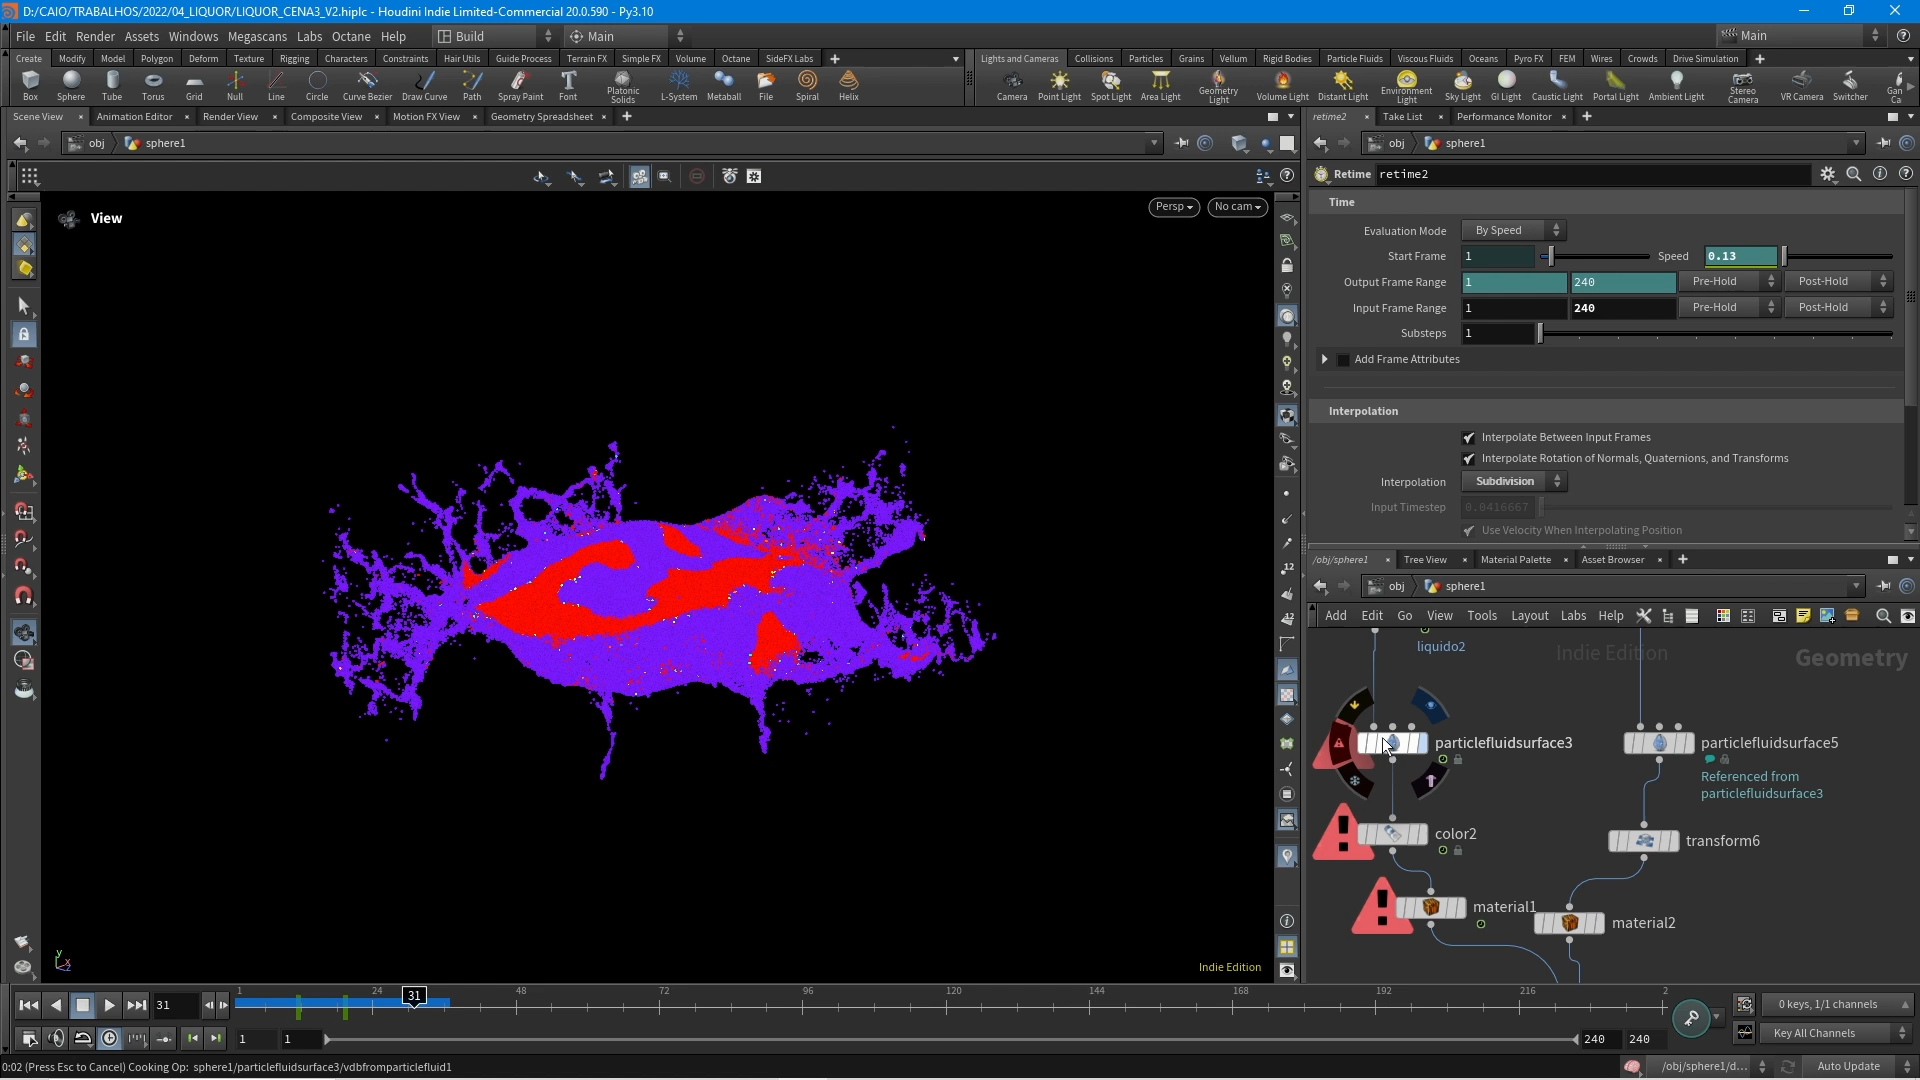 D:/CAIO/TRABALHOS/2022/04_LIQUOR/LIQUOR_CENA3_V2.hiplc - Houdini Indie Limited-Commercial 20.0.590 - Py3.10
File Edit Render Assets Windows Megascans Labs Octane Help Build Main Main
Create Modify Model Polygon Deform Texture Rigging Characters Constraints Hair Utils Guide Process Terrain FX Simple FX Volume Octane SideFX Labs
Lights and Cameras Collisions Particles Grains Vellum Rigid Bodies Particle Fluids Viscous Fluids Oceans Pyro FX FEM Wires Crowds Drive Simulation
Box Sphere Tube Torus Grid Null Line Circle Curve Bezier Draw Curve Path Spray Paint Font Platonic Solids L-System Metaball File Spiral Helix
Camera Point Light Spot Light Area Light Geometry Light Volume Light Distant Light Environment Light Sky Light GI Light Caustic Light Portal Light Ambient Light Stereo Camera VR Camera Switcher Gan Ca
Scene View Animation Editor Render View Composite View Motion FX View Geometry Spreadsheet
obj sphere1
View
Persp No cam
Indie Edition
retime2 Take List Performance Monitor
obj sphere1
Retime retime2
Time
Evaluation Mode By Speed
Start Frame 1 Speed 0.13
Output Frame Range 1 240 Pre-Hold Post-Hold
Input Frame Range 1 240 Pre-Hold Post-Hold
Substeps 1
Add Frame Attributes
Interpolation
Interpolate Between Input Frames
Interpolate Rotation of Normals, Quaternions, and Transforms
Interpolation Subdivision
Input Timestep 0.0416667
Use Velocity When Interpolating Position
/obj/sphere1 Tree View Material Palette Asset Browser
obj sphere1
Add Edit Go View Tools Layout Labs Help
liquido2
Indie Edition
Geometry
particlefluidsurface3
particlefluidsurface5
Referenced from
particlefluidsurface3
color2
transform6
material1
material2
31
1 24 31 48 72 96 120 144 168 192 216 2
0 keys, 1/1 channels
1 1 240 240
Key All Channels
0:02 (Press Esc to Cancel) Cooking Op: sphere1/particlefluidsurface3/vdbfromparticlefluid1
/obj/sphere1/d... Auto Update